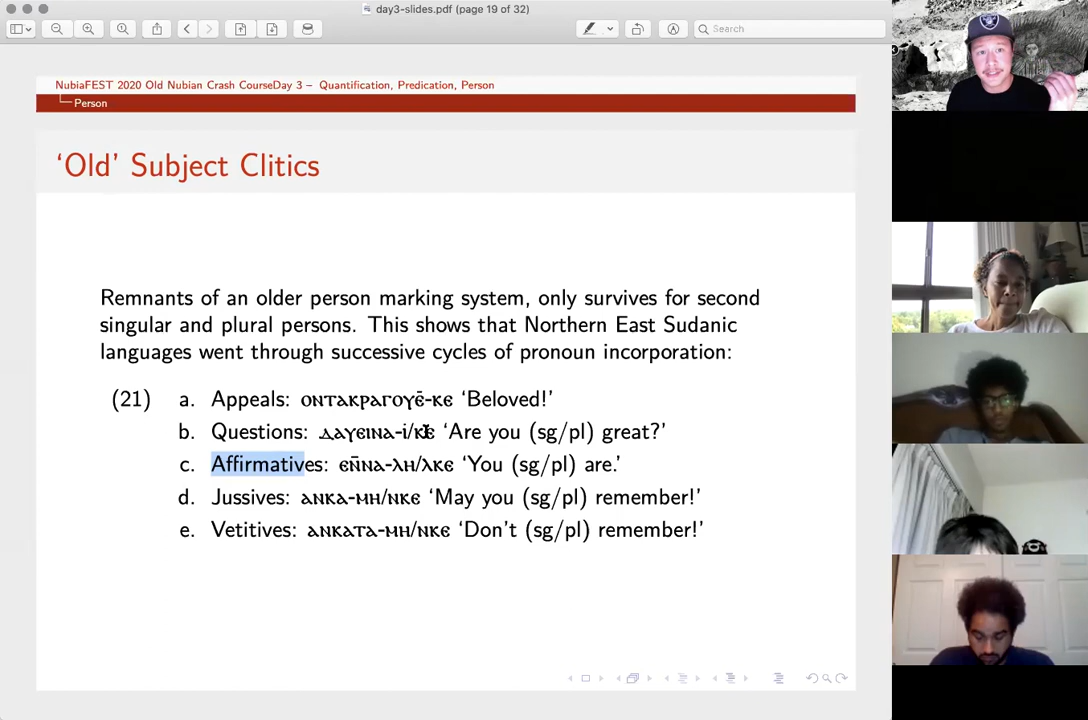 day3-slides.pdf (page 19 of 32)
Search
NubiaFEST 2020 Old Nubian Crash CourseDay 3 – Quantification, Predication, Person
Person
‘Old’ Subject Clitics
Remnants of an older person marking system, only survives for second
singular and plural persons. This shows that Northern East Sudanic
languages went through successive cycles of pronoun incorporation:
(21) a. Appeals: ⲟⲛⲧⲁⲕⲣⲁⲅⲟⲩⲉ̄-ⲕⲉ ‘Beloved!’
b. Questions: ⲇⲁⲩⲉⲓⲛⲁ-ⲓ̈/ⲕⲉ ‘Are you (sg/pl) great?’
c. Affirmatives: ⲉⲛ̄ⲛⲁ-ⲗⲏ/ⲗⲕⲉ ‘You (sg/pl) are.’
d. Jussives: ⲁⲛⲕⲁ-ⲙⲏ/ⲛⲕⲉ ‘May you (sg/pl) remember!’
e. Vetitives: ⲁⲛⲕⲁⲧⲁ-ⲙⲏ/ⲛⲕⲉ ‘Don’t (sg/pl) remember!’